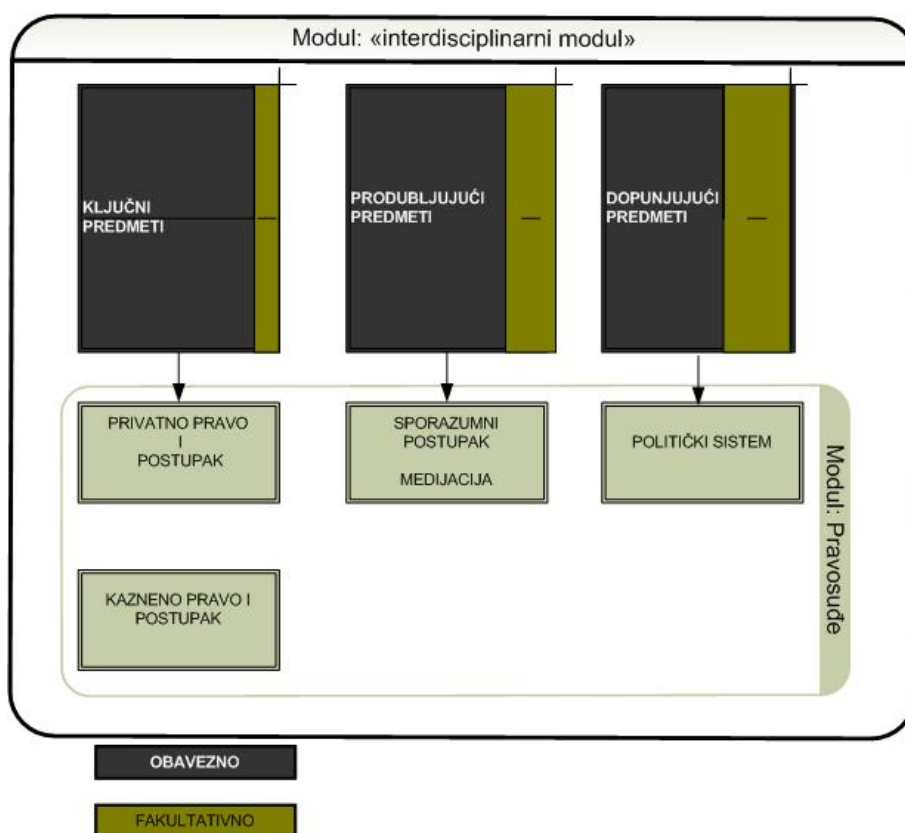 Modul: «interdisciplinarni modul»
KLJUČNI
PREDMETI
PRODUBLJUJUĆI
PREDMETI
DOPUNJUJUĆI
PREDMETI
PRIVATNO PRAVO
I
POSTUPAK
SPORAZUMNI
POSTUPAK
MEDIJACIJA
POLITIČKI SISTEM
KAZNENO PRAVO I
POSTUPAK
Modul: Pravosuđe
OBAVEZNO
FAKULTATIVNO